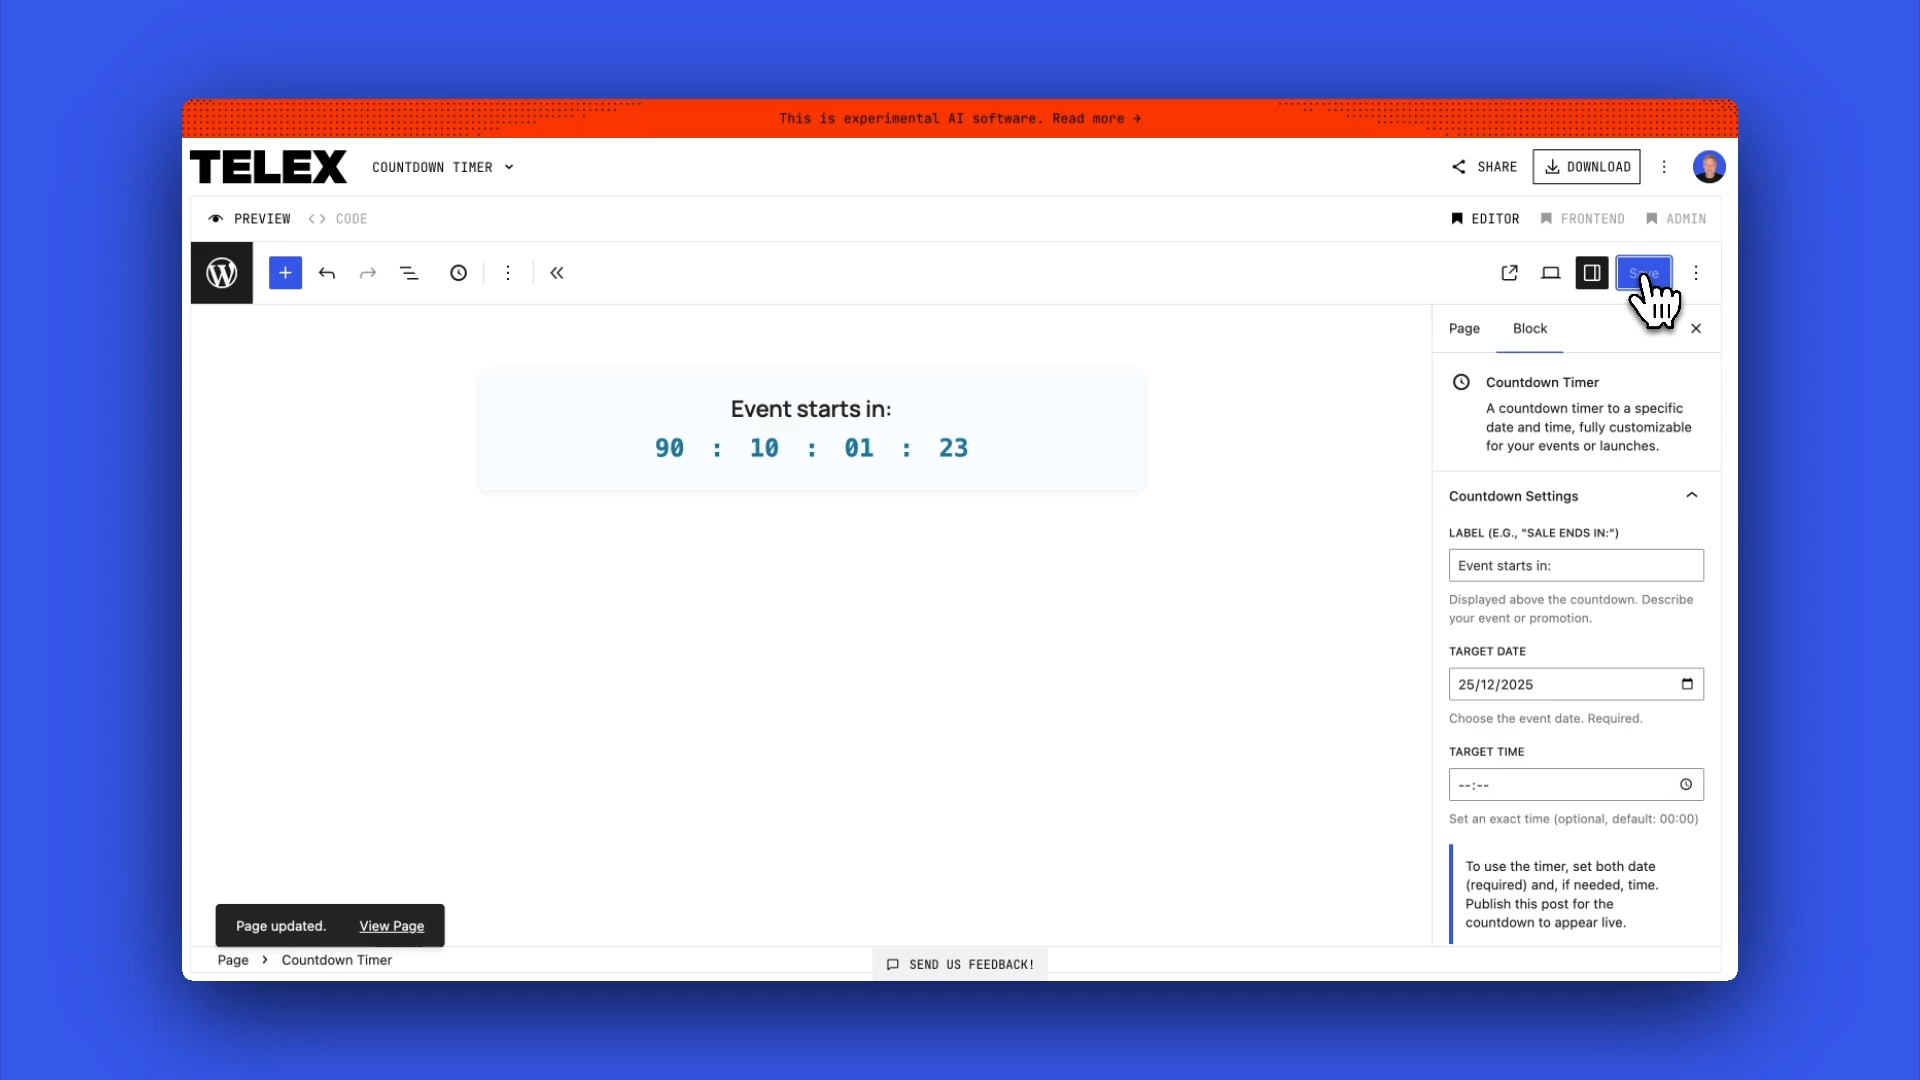 This is experimental AI software. Read more →
TELEX
COUNTDOWN TIMER
SHARE
DOWNLOAD
PREVIEW
<> CODE
EDITOR
FRONTEND
ADMIN
Save
Page
Block
Event starts in:
90 : 10 : 01 : 23
Countdown Timer
A countdown timer to a specific
date and time, fully customizable
for your events or launches.
Countdown Settings
LABEL (E.G., "SALE ENDS IN:")
Event starts in:
Displayed above the countdown. Describe
your event or promotion.
TARGET DATE
25/12/2025
Choose the event date. Required.
TARGET TIME
--:--
Set an exact time (optional, default: 00:00)
To use the timer, set both date
(required) and, if needed, time.
Publish this post for the
countdown to appear live.
Page updated. View Page
Page > Countdown Timer
SEND US FEEDBACK!